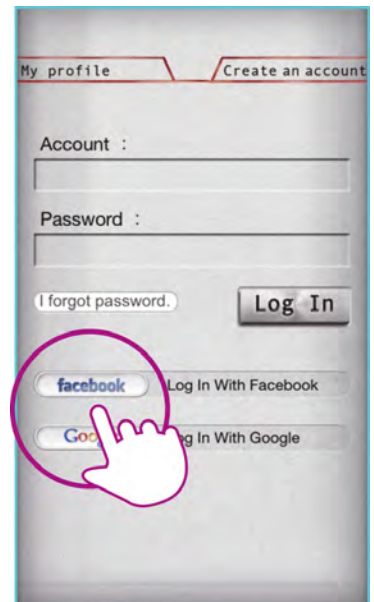 My profile
Create an account
Account :
Password :
I forgot password.
Log In
facebook
Log In With Facebook
Log In With Google